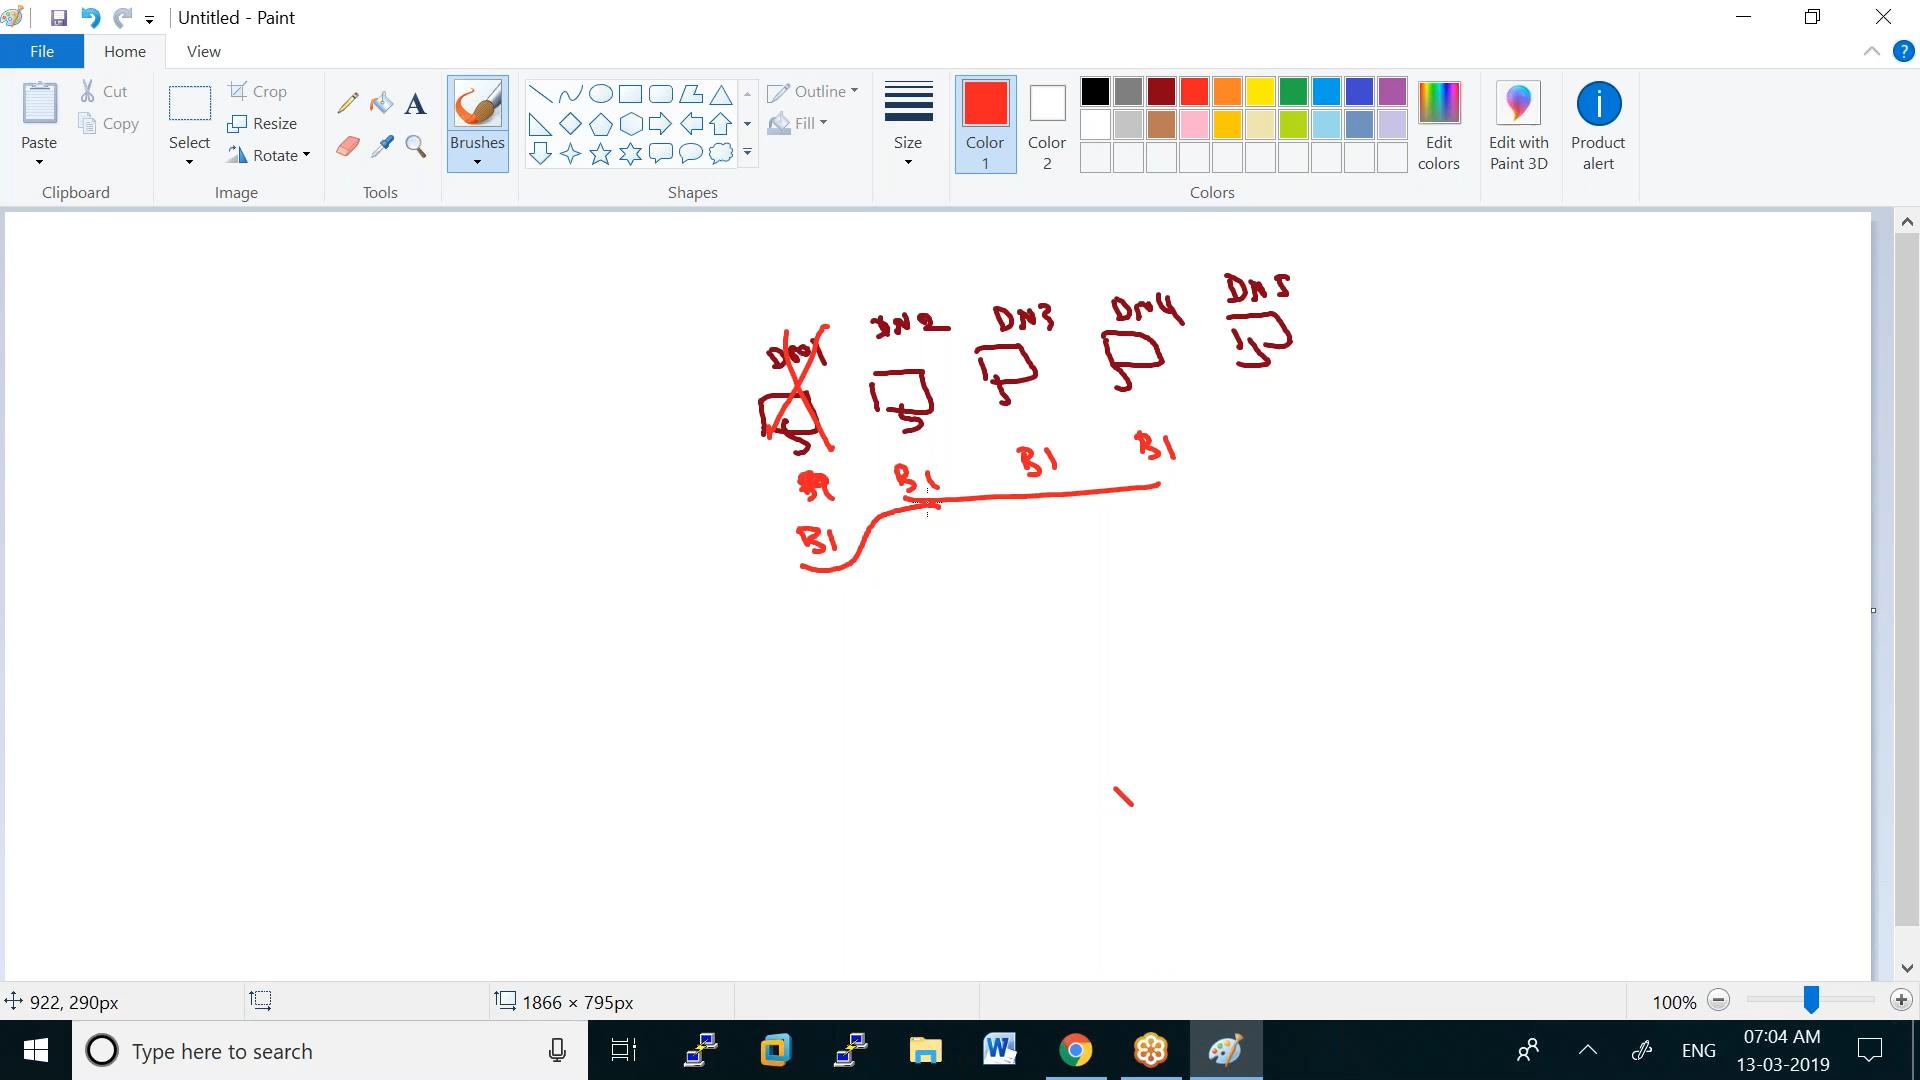 Untitled - Paint
File Home View
Paste
Cut
Copy
Clipboard
Select
Crop
Resize
Rotate
Image
A
Tools
Brushes
Shapes
Outline
Fill
Size
Color
1
Color
2
Colors
Edit
colors
Edit with
Paint 3D
Product
alert
DN1 DN2 DN3 DN4 DN5
B1 B1 B1
B1
922, 290px
1866 × 795px
100%
Type here to search
ENG
07:04 AM
13-03-2019